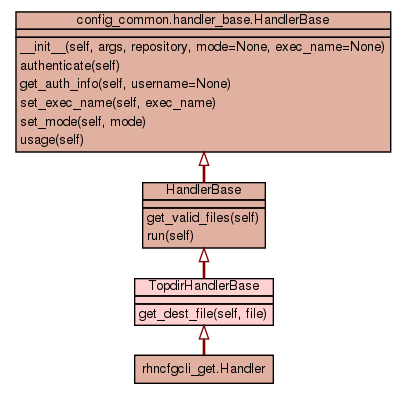 config_common.handler_base.HandlerBase
__init__(self, args, repository, mode=None, exec_name=None)
authenticate(self)
get_auth_info(self, username=None)
set_exec_name(self, exec_name)
set_mode(self, mode)
usage(self)
HandlerBase
get_valid_files(self)
run(self)
TopdirHandlerBase
get_dest_file(self, file)
rhncfgcli_get.Handler